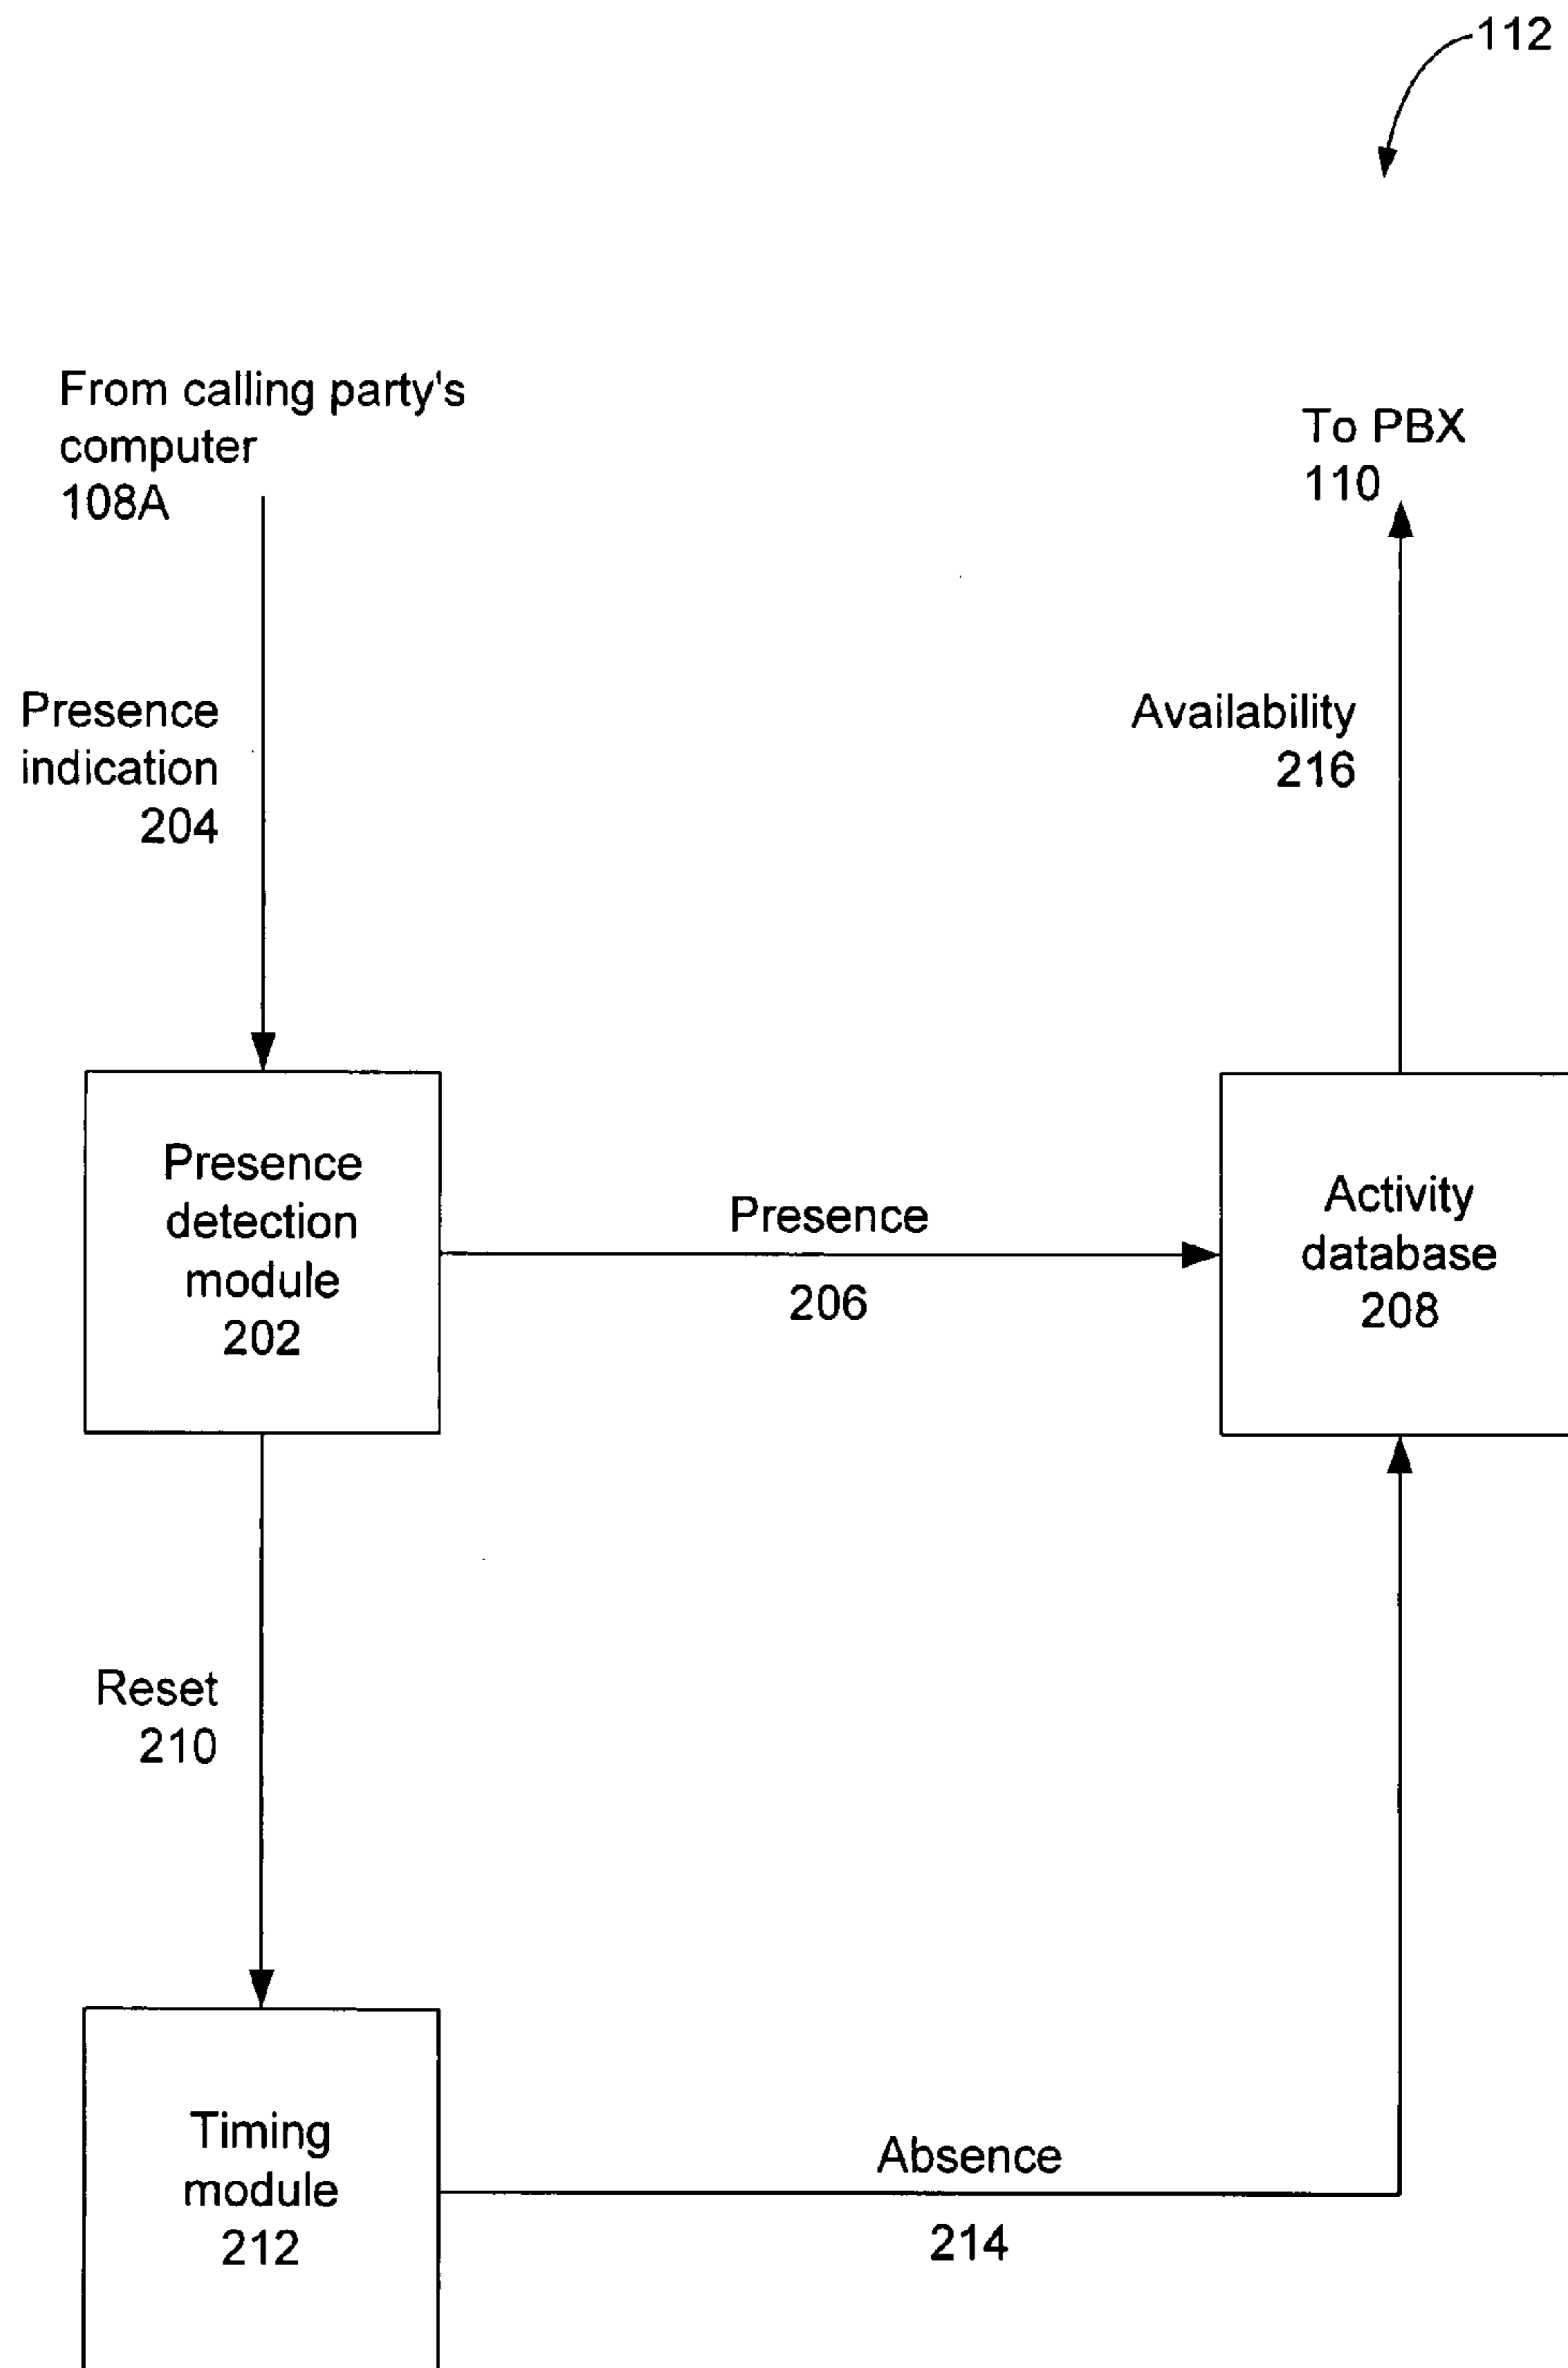 112
From calling party's
computer
108A
To PBX
110
Presence
indication
204
Availability
216
Presence
detection
module
202
Presence
206
Activity
database
208
Reset
210
Timing
module
212
Absence
214